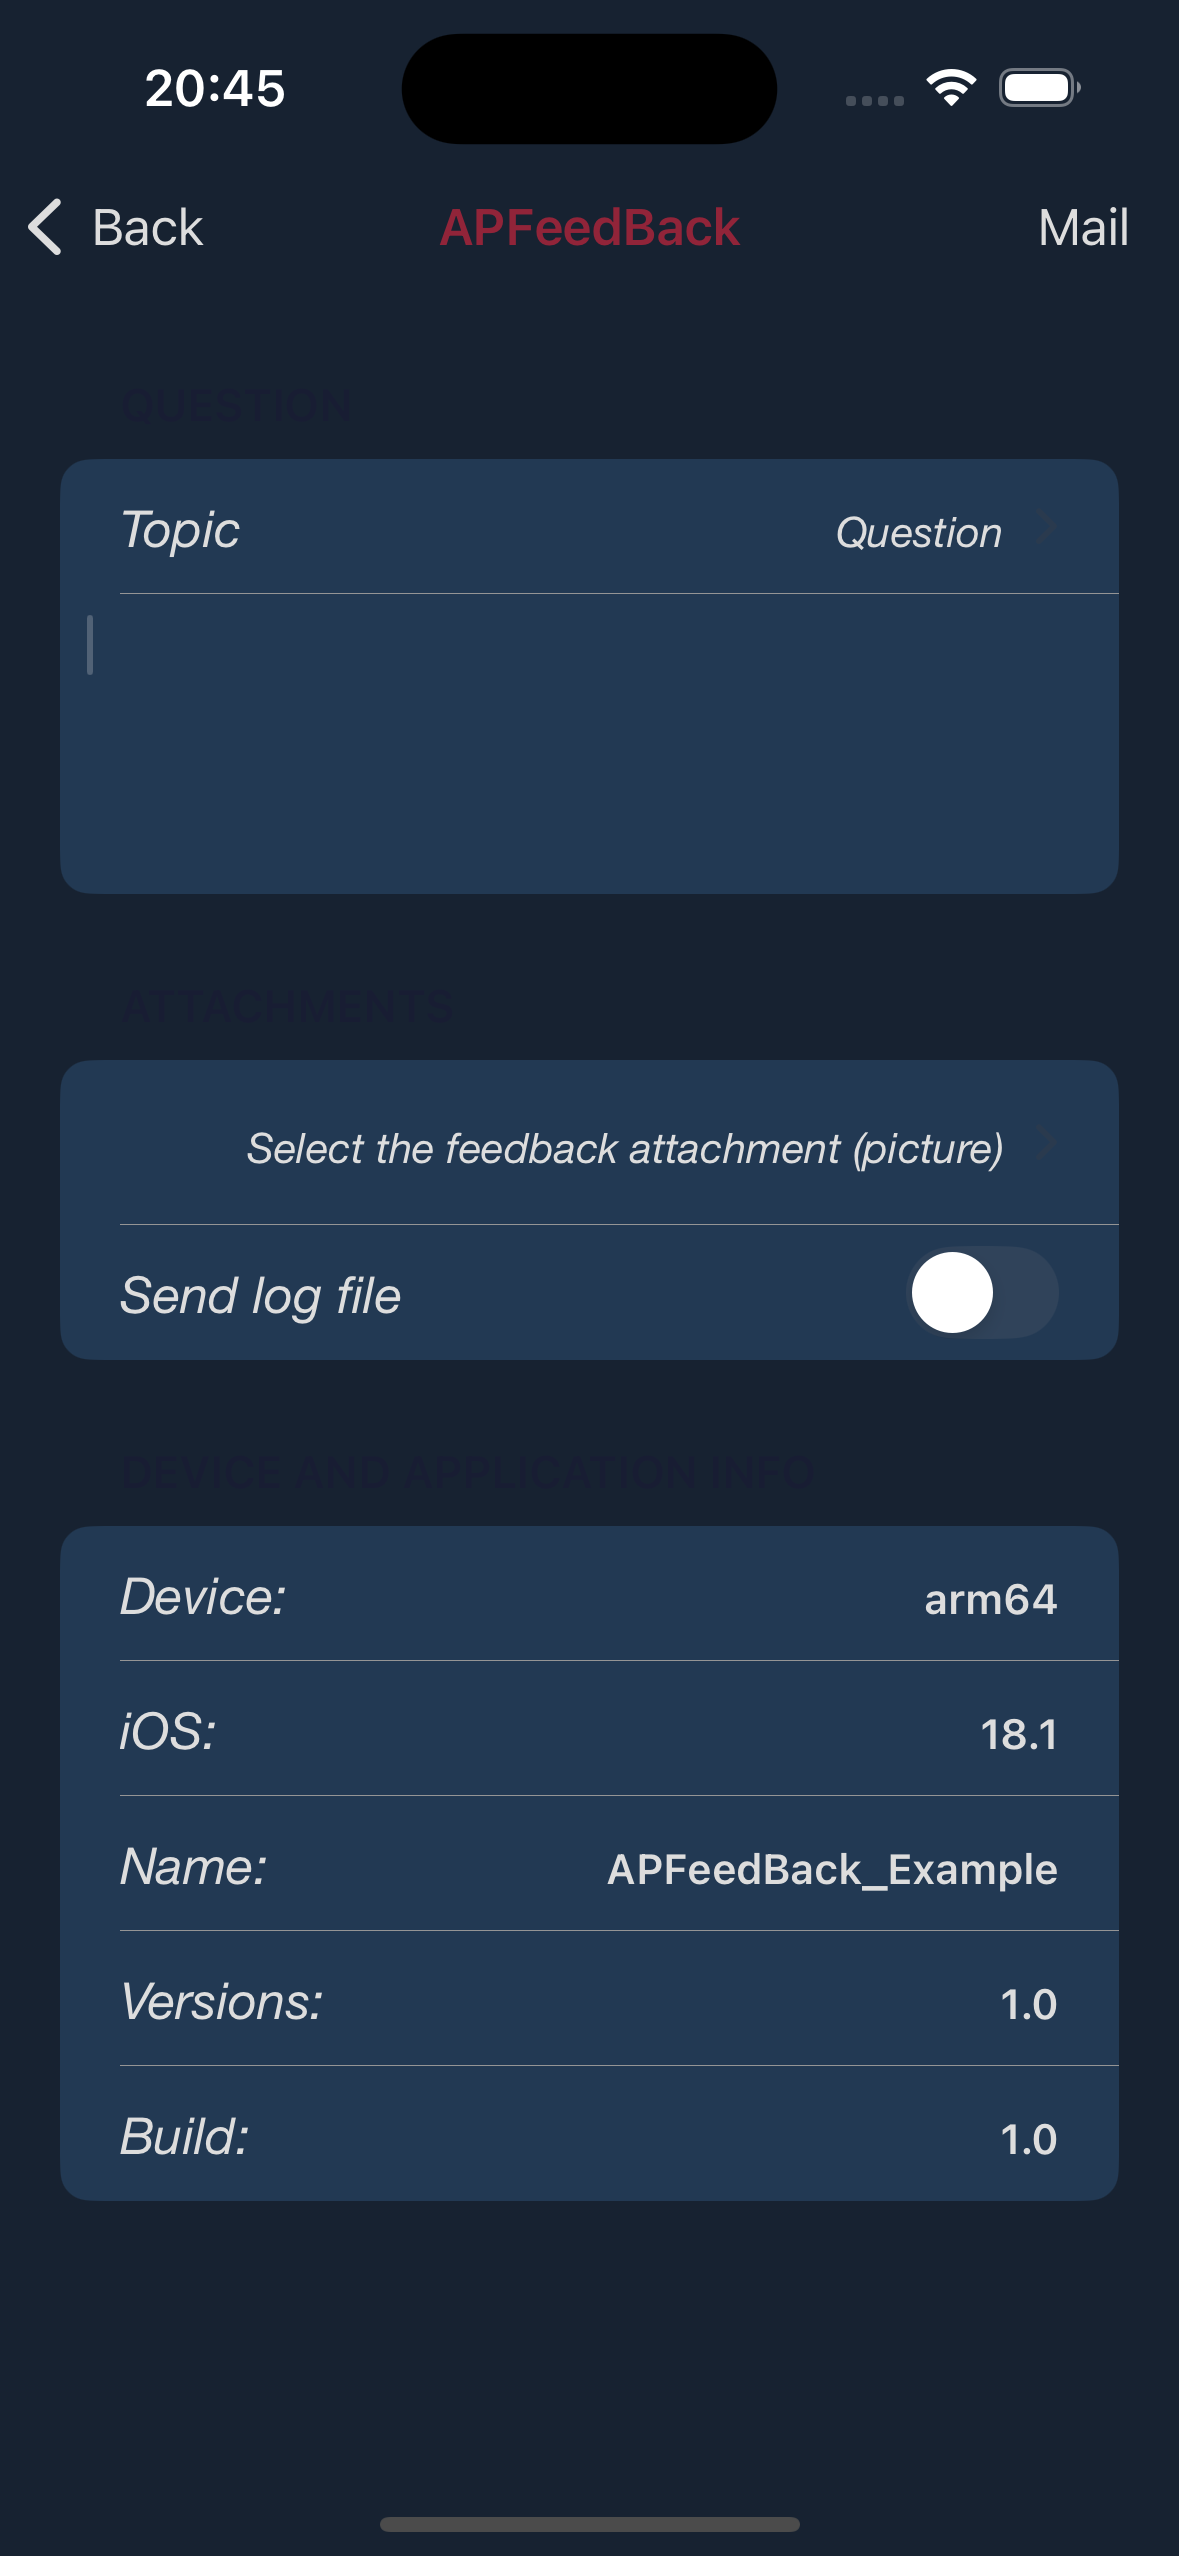 20:45
Back APFeedBack Mail
QUESTION
Topic Question
ATTACHMENTS
Select the feedback attachment (picture)
Send log file
DEVICE AND APPLICATION INFO
Device: arm64
iOS: 18.1
Name: APFeedBack_Example
Versions: 1.0
Build: 1.0